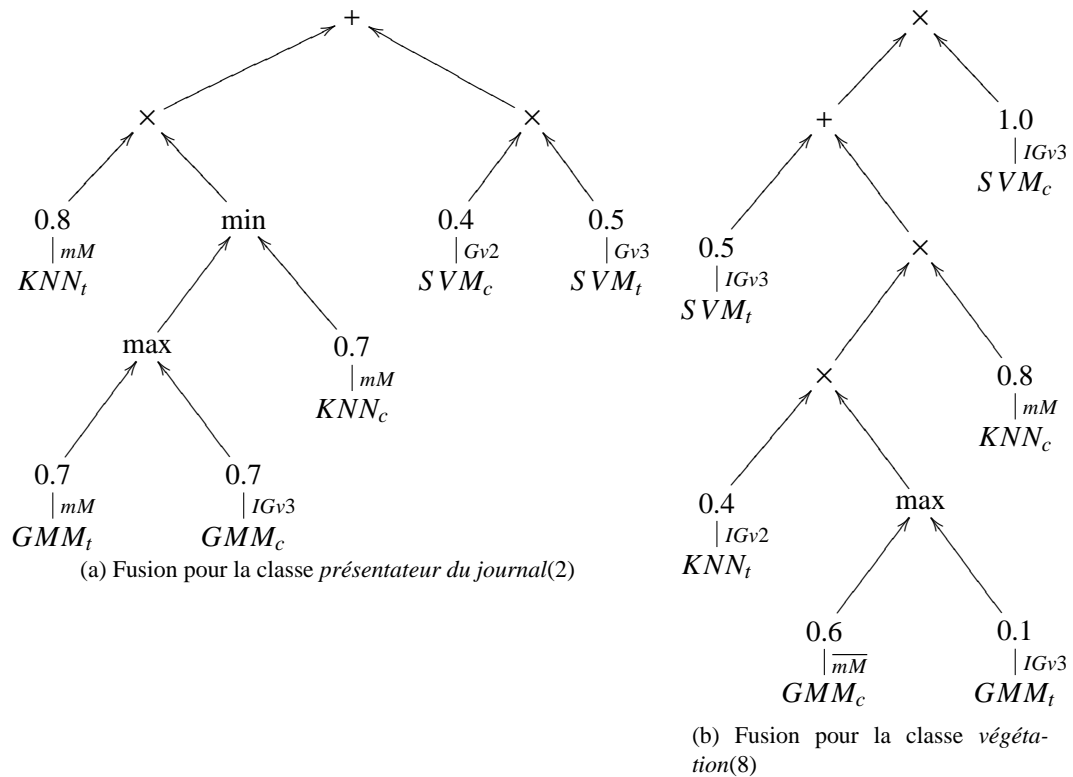 +
× ×
0.8 min 0.4 0.5
mM Gv2 Gv3
KNN_t SVM_c SVM_t
max 0.7
mM
KNN_c
0.7 0.7
mM IGv3
GMM_t GMM_c
(a) Fusion pour la classe présentateur du journal(2)
×
+ 1.0
IGv3
SVM_c
0.5 ×
IGv3
SVM_t
× 0.8
mM
KNN_c
0.4 max
IGv2
KNN_t
0.6 0.1
m̅M̅ IGv3
GMM_c GMM_t
(b) Fusion pour la classe végéta-
tion(8)